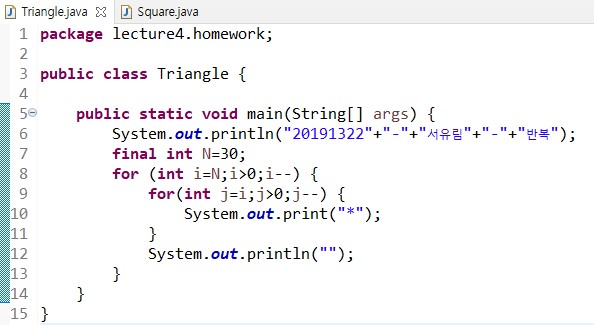 Triangle.java Square.java
1 package lecture4.homework;
2
3 public class Triangle {
4
5 public static void main(String[] args) {
6 System.out.println("20191322"+"-"+"서유림"+"-"+"반복");
7 final int N=30;
8 for (int i=N;i>0;i--) {
9 for(int j=i;j>0;j--) {
10 System.out.print("*");
11 }
12 System.out.println("");
13 }
14 }
15 }